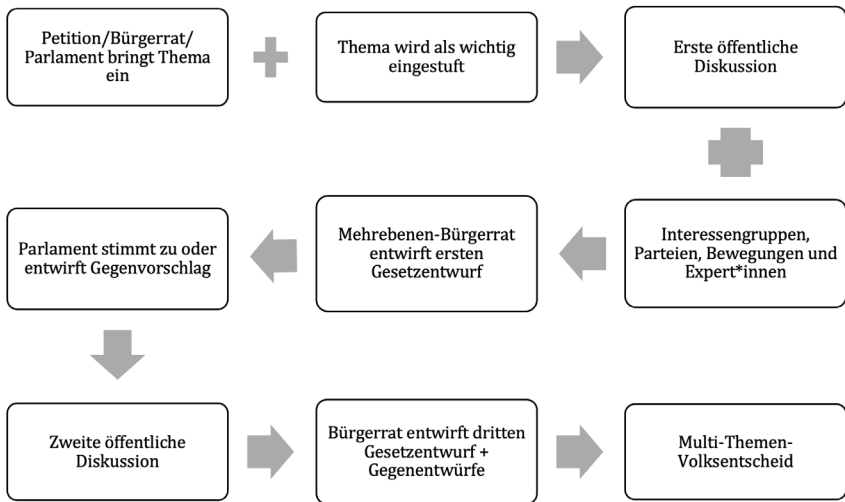 Petition/Bürgerrat/
Parlament bringt Thema
ein
Thema wird als wichtig
eingestuft
Erste öffentliche
Diskussion
Interessengruppen,
Parteien, Bewegungen und
Expert*innen
Mehrebenen-Bürgerrat
entwirft ersten
Gesetzentwurf
Parlament stimmt zu oder
entwirft Gegenvorschlag
Zweite öffentliche
Diskussion
Bürgerrat entwirft dritten
Gesetzentwurf +
Gegenentwürfe
Multi-Themen-
Volksentscheid